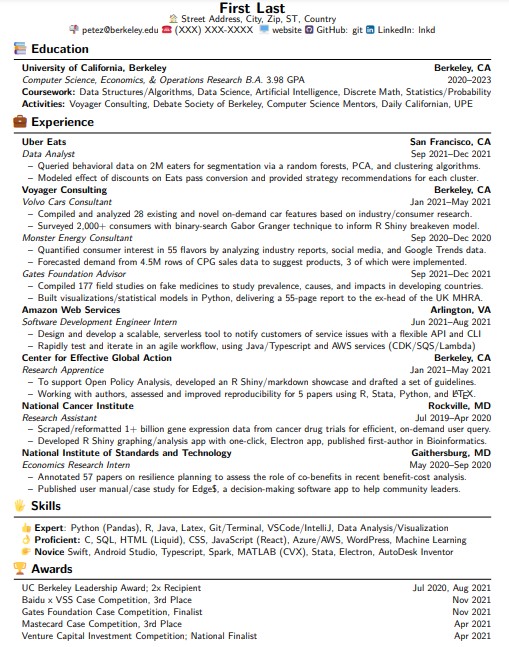 First Last
Street Address, City, Zip, ST, Country
petez@berkeley.edu (XXX) XXX-XXXX website GitHub: git LinkedIn: lnkd
Education
University of California, Berkeley Berkeley, CA
Computer Science, Economics, & Operations Research B.A. 3.98 GPA 2020–2023
Coursework: Data Structures/Algorithms, Data Science, Artificial Intelligence, Discrete Math, Statistics/Probability
Activities: Voyager Consulting, Debate Society of Berkeley, Computer Science Mentors, Daily Californian, UPE
Experience
Uber Eats San Francisco, CA
Data Analyst Sep 2021–Dec 2021
– Queried behavioral data on 2M eaters for segmentation via a random forests, PCA, and clustering algorithms.
– Modeled effect of discounts on Eats pass conversion and provided strategy recommendations for each cluster.
Voyager Consulting Berkeley, CA
Volvo Cars Consultant Jan 2021–May 2021
– Compiled and analyzed 28 existing and novel on-demand car features based on industry/consumer research.
– Surveyed 2,000+ consumers with binary-search Gabor Granger technique to inform R Shiny breakeven model.
Monster Energy Consultant Sep 2020–Dec 2020
– Quantified consumer interest in 55 flavors by analyzing industry reports, social media, and Google Trends data.
– Forecasted demand from 4.5M rows of CPG sales data to suggest products, 3 of which were implemented.
Gates Foundation Advisor Sep 2021–Dec 2021
– Compiled 177 field studies on fake medicines to study prevalence, causes, and impacts in developing countries.
– Built visualizations/statistical models in Python, delivering a 55-page report to the ex-head of the UK MHRA.
Amazon Web Services Arlington, VA
Software Development Engineer Intern Jun 2021–Aug 2021
– Design and develop a scalable, serverless tool to notify customers of service issues with a flexible API and CLI
– Rapidly test and iterate in an agile workflow, using Java/Typescript and AWS services (CDK/SQS/Lambda)
Center for Effective Global Action Berkeley, CA
Research Apprentice Jan 2021–May 2021
– To support Open Policy Analysis, developed an R Shiny/markdown showcase and drafted a set of guidelines.
– Working with authors, assessed and improved reproducibility for 5 papers using R, Stata, Python, and LATEX.
National Cancer Institute Rockville, MD
Research Assistant Jul 2019–Apr 2020
– Scraped/reformatted 1+ billion gene expression data from cancer drug trials for efficient, on-demand user query.
– Developed R Shiny graphing/analysis app with one-click, Electron app, published first-author in Bioinformatics.
National Institute of Standards and Technology Gaithersburg, MD
Economics Research Intern May 2020–Sep 2020
– Annotated 57 papers on resilience planning to assess the role of co-benefits in recent benefit-cost analysis.
– Published user manual/case study for Edge$, a decision-making software app to help community leaders.
Skills
Expert: Python (Pandas), R, Java, Latex, Git/Terminal, VSCode/IntelliJ, Data Analysis/Visualization
Proficient: C, SQL, HTML (Liquid), CSS, JavaScript (React), Azure/AWS, WordPress, Machine Learning
Novice Swift, Android Studio, Typescript, Spark, MATLAB (CVX), Stata, Electron, AutoDesk Inventor
Awards
UC Berkeley Leadership Award; 2x Recipient Jul 2020, Aug 2021
Baidu x VSS Case Competition, 3rd Place Nov 2021
Gates Foundation Case Competition, Finalist Nov 2021
Mastercard Case Competition, 3rd Place Apr 2021
Venture Capital Investment Competition; National Finalist Apr 2021